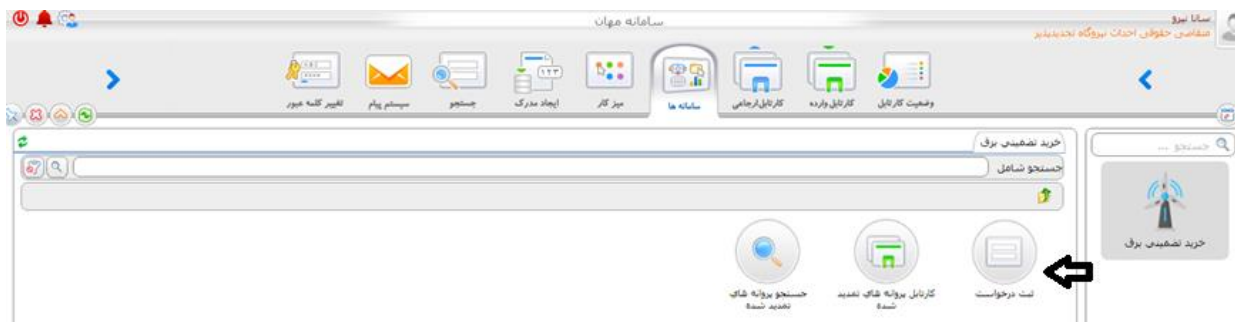 سامانه مهان
سانا نیرو
متقاضی حقوقی احداث نیروگاه تجدیدپذیر
وضعیت کارتابل
کارتابل وارده
کارتابل ارجاعی
سامانه ها
میز کار
ایجاد مدرک
جستجو
سیستم پیام
تغییر کلمه عبور
جستجو ...
خرید تضمینی برق
خرید تضمینی برق
جستجو شامل
ثبت درخواست
کارتابل پروانه های تمدید
شده
جستجو پروانه های
تمدید شده